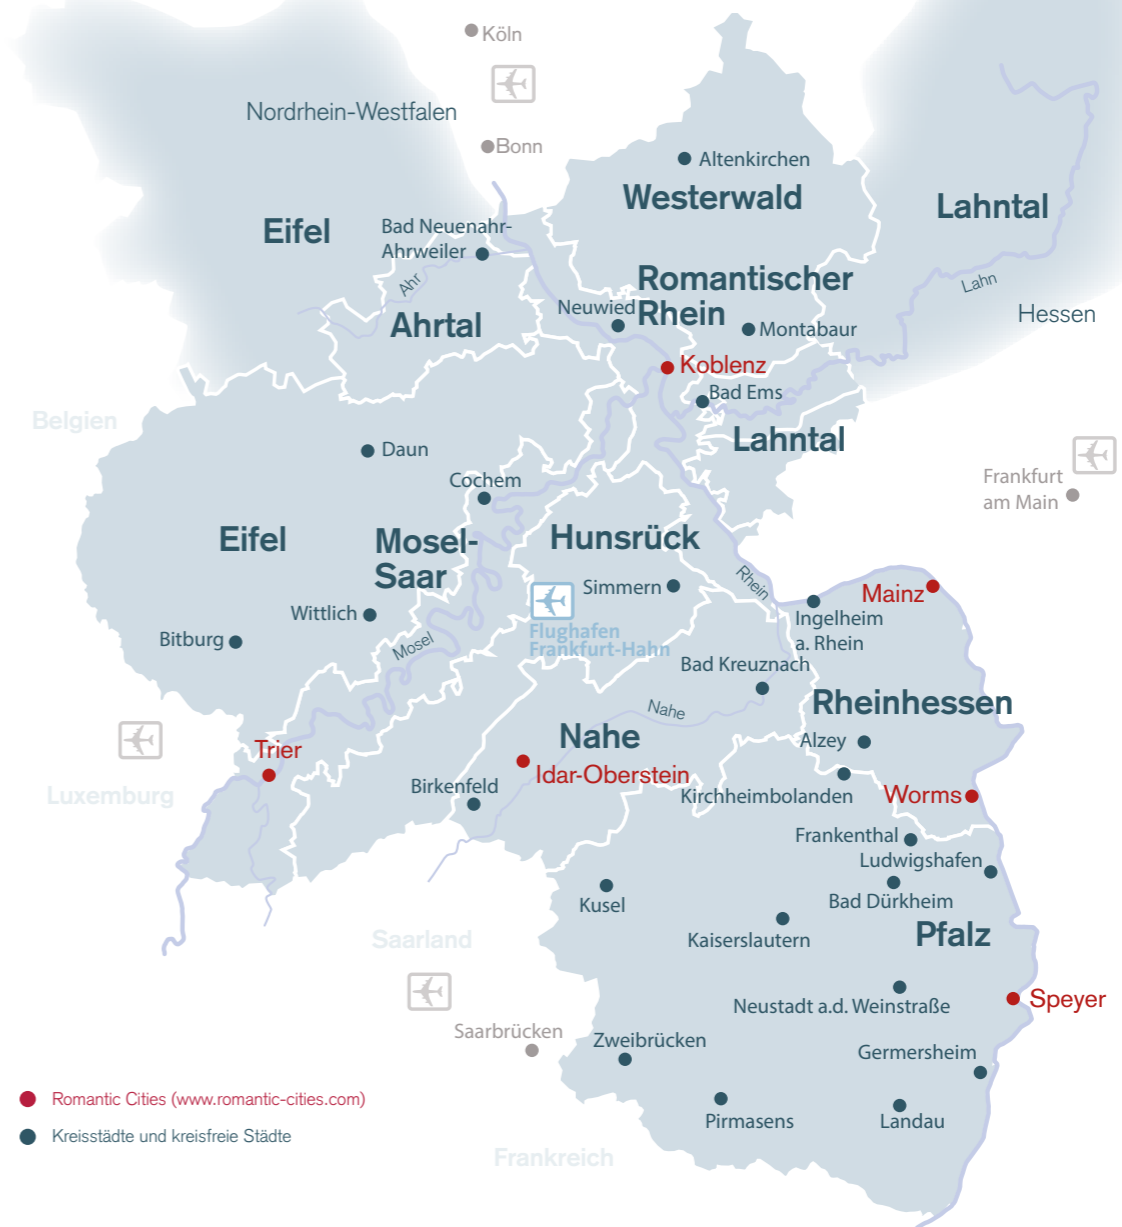 Köln
Nordrhein-Westfalen
Bonn
Altenkirchen
Westerwald
Lahntal
Eifel
Bad Neuenahr-
Ahrweiler
Ahr
Romantischer
Rhein
Lahn
Neuwied
Hessen
Ahrtal
Montabaur
Koblenz
Bad Ems
Belgien
Lahntal
Daun
Cochem
Frankfurt
am Main
Eifel
Mosel-
Saar
Hunsrück
Rhein
Simmern
Mainz
Wittlich
Ingelheim
a. Rhein
Flughafen
Frankfurt-Hahn
Bitburg
Mosel
Bad Kreuznach
Rheinhessen
Nahe
Nahe
Alzey
Trier
Idar-Oberstein
Birkenfeld
Luxemburg
Kirchheimbolanden
Worms
Frankenthal
Ludwigshafen
Kusel
Bad Dürkheim
Pfalz
Saarland
Kaiserslautern
Neustadt a.d. Weinstraße
Speyer
Saarbrücken
Zweibrücken
Germersheim
Romantic Cities (www.romantic-cities.com)
Pirmasens
Landau
Kreisstädte und kreisfreie Städte
Frankreich